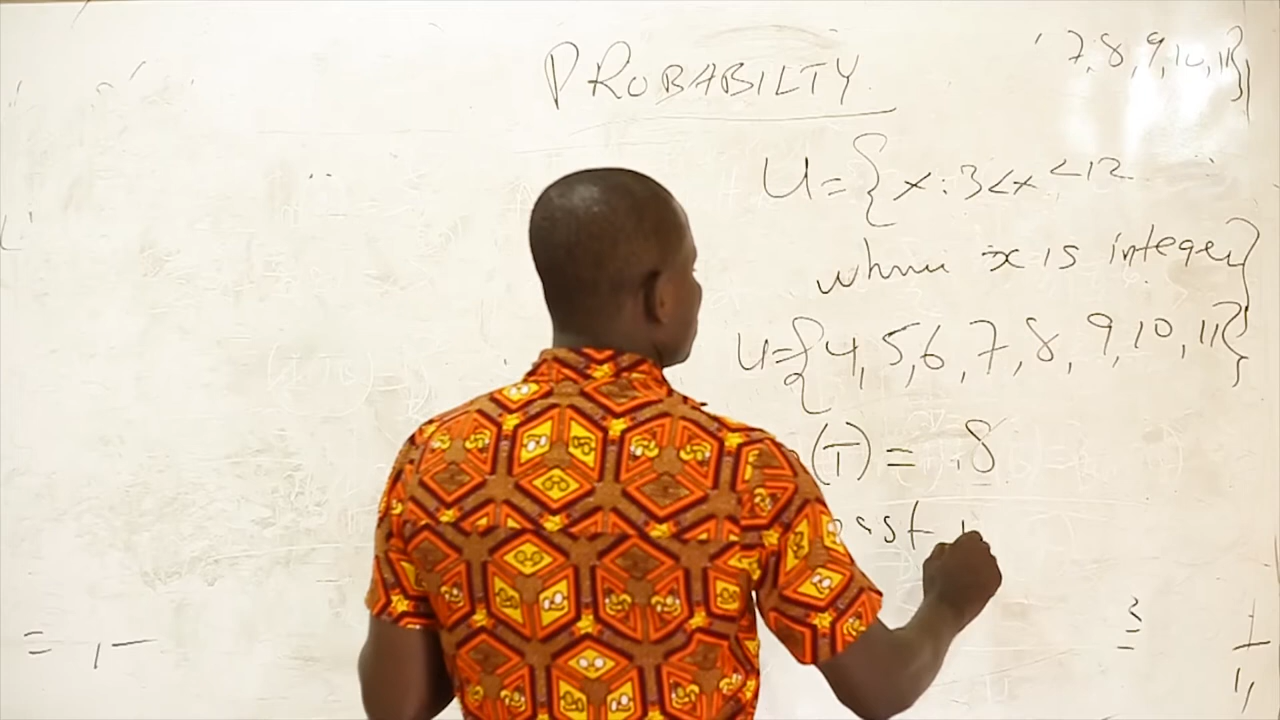 PROBABILTY
7, 8, 9, 10, 11}
U = { x : 3 < x < 12
where x is integer}
U = { 4, 5, 6, 7, 8, 9, 10, 11}
(T) = 8